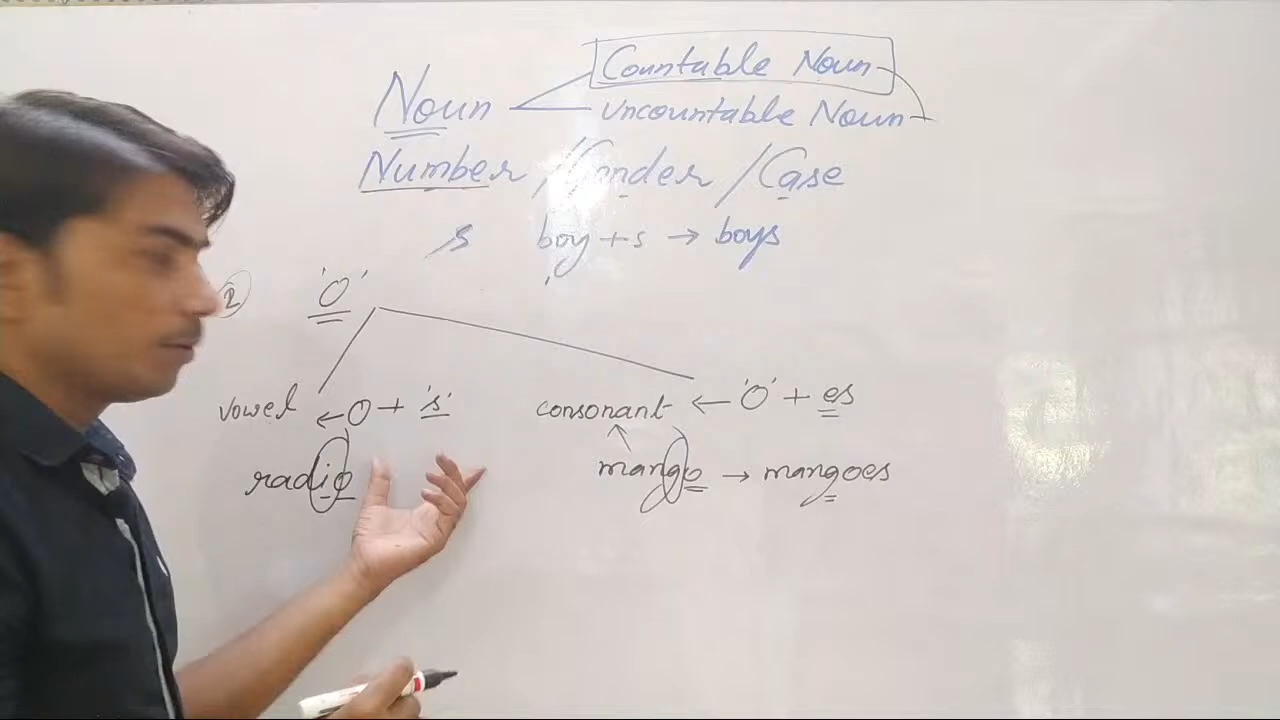 Countable Noun
Noun
Uncountable Noun
Number / Gender / Case
s boy + s → boys
2 'O'
vowel ← O + 's' consonant ← 'O' + es
radio mango → mangoes